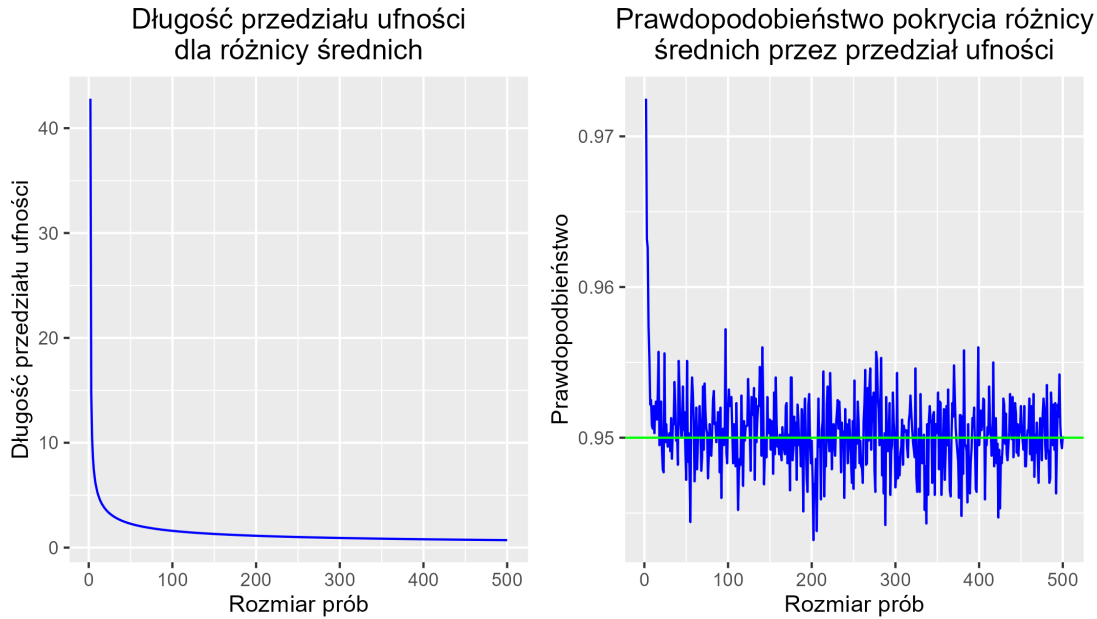 Długość przedziału ufności
dla różnicy średnich
Długość przedziału ufności
40
30
20
10
0
0
100
200
300
400
500
Rozmiar prób
Prawdopodobieństwo pokrycia różnicy
średnich przez przedział ufności
Prawdopodbieństwo
0.97
0.96
0.95
0
100
200
300
400
500
Rozmiar prób